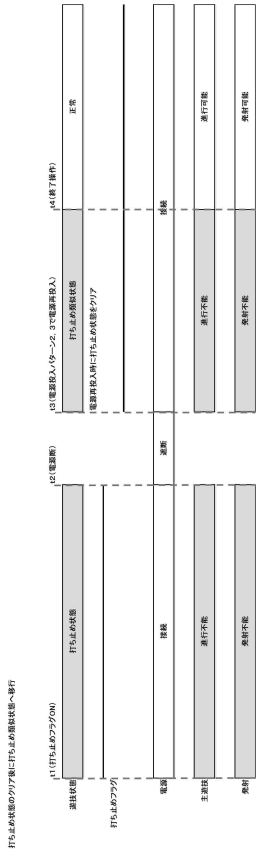 打ち止め状態のクリア後に打ち止め類似状態へ移行
t1(打ち止めフラグON)
t2(電源断)
t3(電源投入パターン2, 3で電源再投入)
t4(終了操作)
遊技状態
打ち止め状態
打ち止め類似状態
正常
打ち止めフラグ
電源再投入時に打ち止め状態をクリア
電源
接続
遮断
接続
主遊技
進行不能
進行不能
進行可能
発射
発射不能
発射不能
発射可能